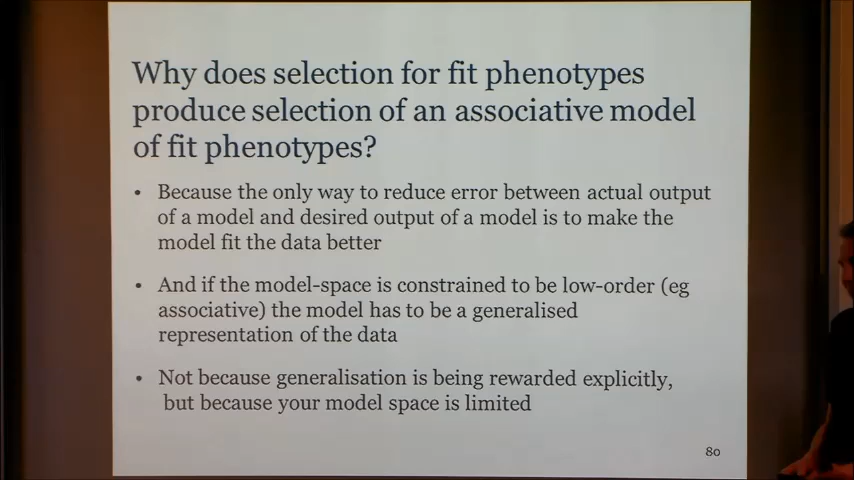 Why does selection for fit phenotypes
produce selection of an associative model
of fit phenotypes?
• Because the only way to reduce error between actual output
of a model and desired output of a model is to make the
model fit the data better
• And if the model-space is constrained to be low-order (eg
associative) the model has to be a generalised
representation of the data
• Not because generalisation is being rewarded explicitly,
but because your model space is limited
80